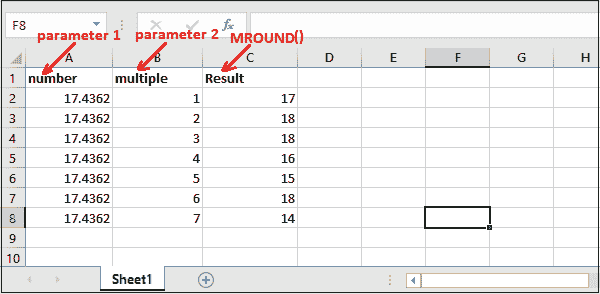 F8
parameter 1 parameter 2 MROUND()
A B C D E F G H
1 number multiple Result
2 17.4362 1 17
3 17.4362 2 18
4 17.4362 3 18
5 17.4362 4 16
6 17.4362 5 15
7 17.4362 6 18
8 17.4362 7 14
9
10
Sheet1